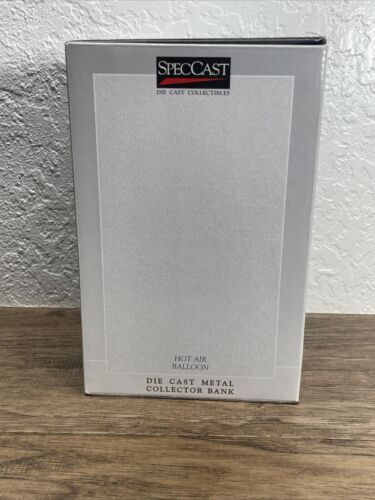 SPECCAST
DIE CAST COLLECTIBLES
HOT AIR
BALLOON
DIE CAST METAL
COLLECTOR BANK